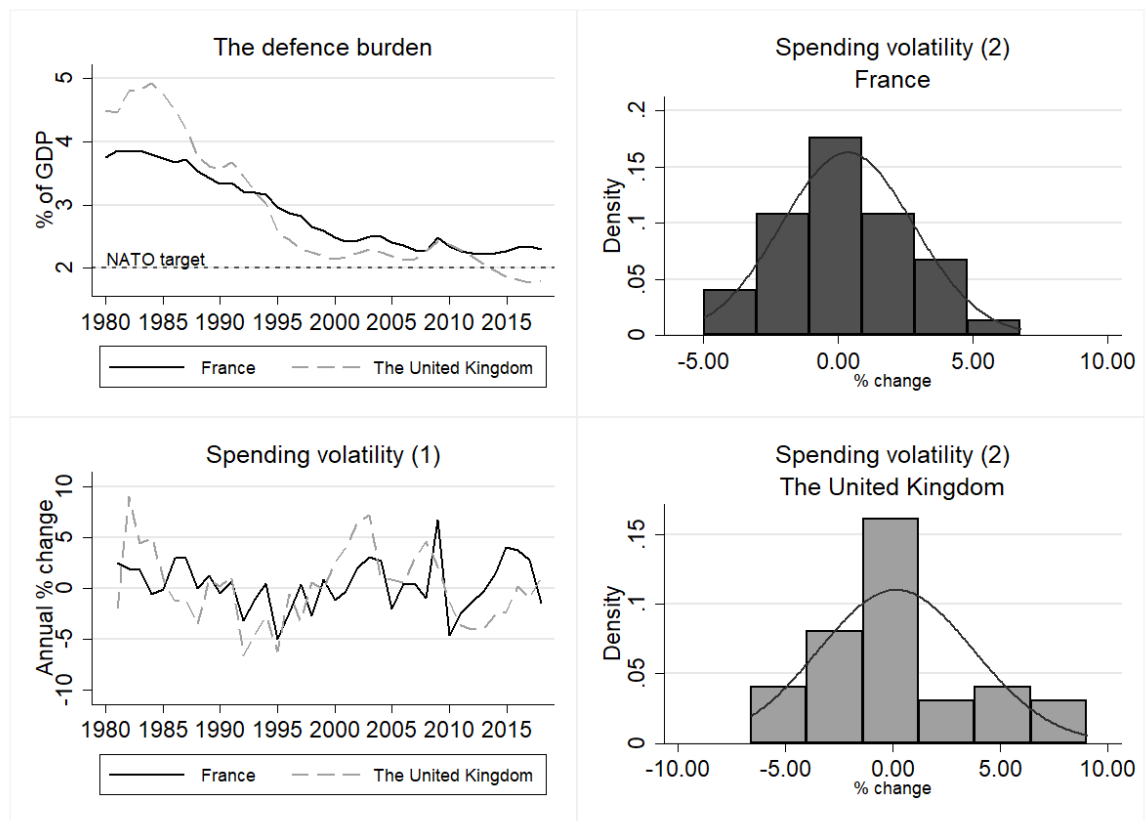 The defence burden
% of GDP
5
4
3
2
NATO target
1980 1985 1990 1995 2000 2005 2010 2015
France The United Kingdom
Spending volatility (2)
France
Density
.2
.15
.1
.05
0
-5.00 0.00 5.00 10.00
% change
Spending volatility (1)
Annual % change
10
5
0
-5
-10
1980 1985 1990 1995 2000 2005 2010 2015
France The United Kingdom
Spending volatility (2)
The United Kingdom
Density
.15
.1
.05
0
-10.00 -5.00 0.00 5.00 10.00
% change